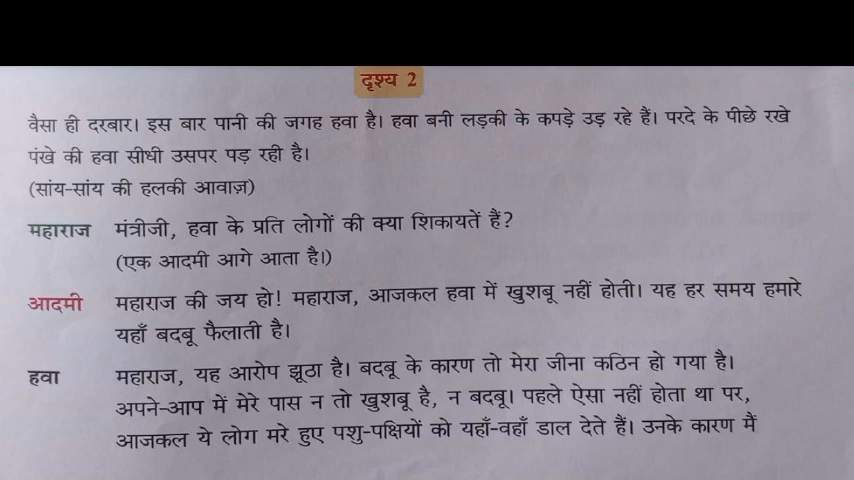 दृश्य 2
वैसा ही दरबार। इस बार पानी की जगह हवा है। हवा बनी लड़की के कपड़े उड़ रहे हैं। परदे के पीछे रखे
पंखे की हवा सीधी उसपर पड़ रही है।
(सांय-सांय की हलकी आवाज़)
महाराज मंत्रीजी, हवा के प्रति लोगों की क्या शिकायतें हैं?
(एक आदमी आगे आता है।)
आदमी महाराज की जय हो! महाराज, आजकल हवा में खुशबू नहीं होती। यह हर समय हमारे
यहाँ बदबू फैलाती है।
हवा महाराज, यह आरोप झूठा है। बदबू के कारण तो मेरा जीना कठिन हो गया है।
अपने-आप में मेरे पास न तो खुशबू है, न बदबू। पहले ऐसा नहीं होता था पर,
आजकल ये लोग मरे हुए पशु-पक्षियों को यहाँ-वहाँ डाल देते हैं। उनके कारण मैं